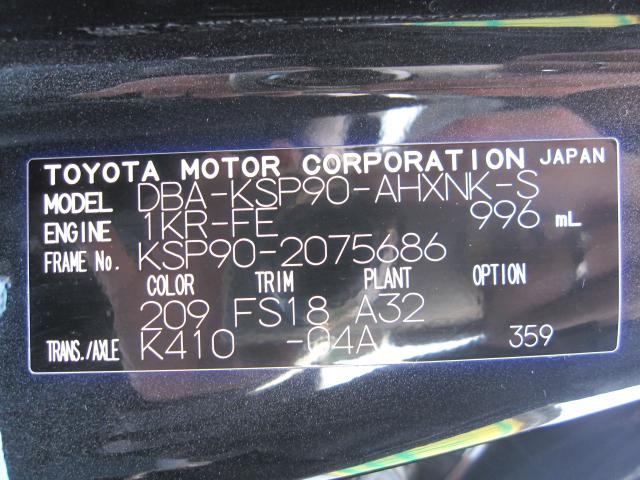 TOYOTA MOTOR CORPORATION JAPAN
MODEL DBA-KSP90-AHXNK-S
ENGINE 1KR-FE 996 mL
FRAME No. KSP90-2075686
COLOR TRIM PLANT OPTION
209 FS18 A32
TRANS./AXLE K410 -04A 359